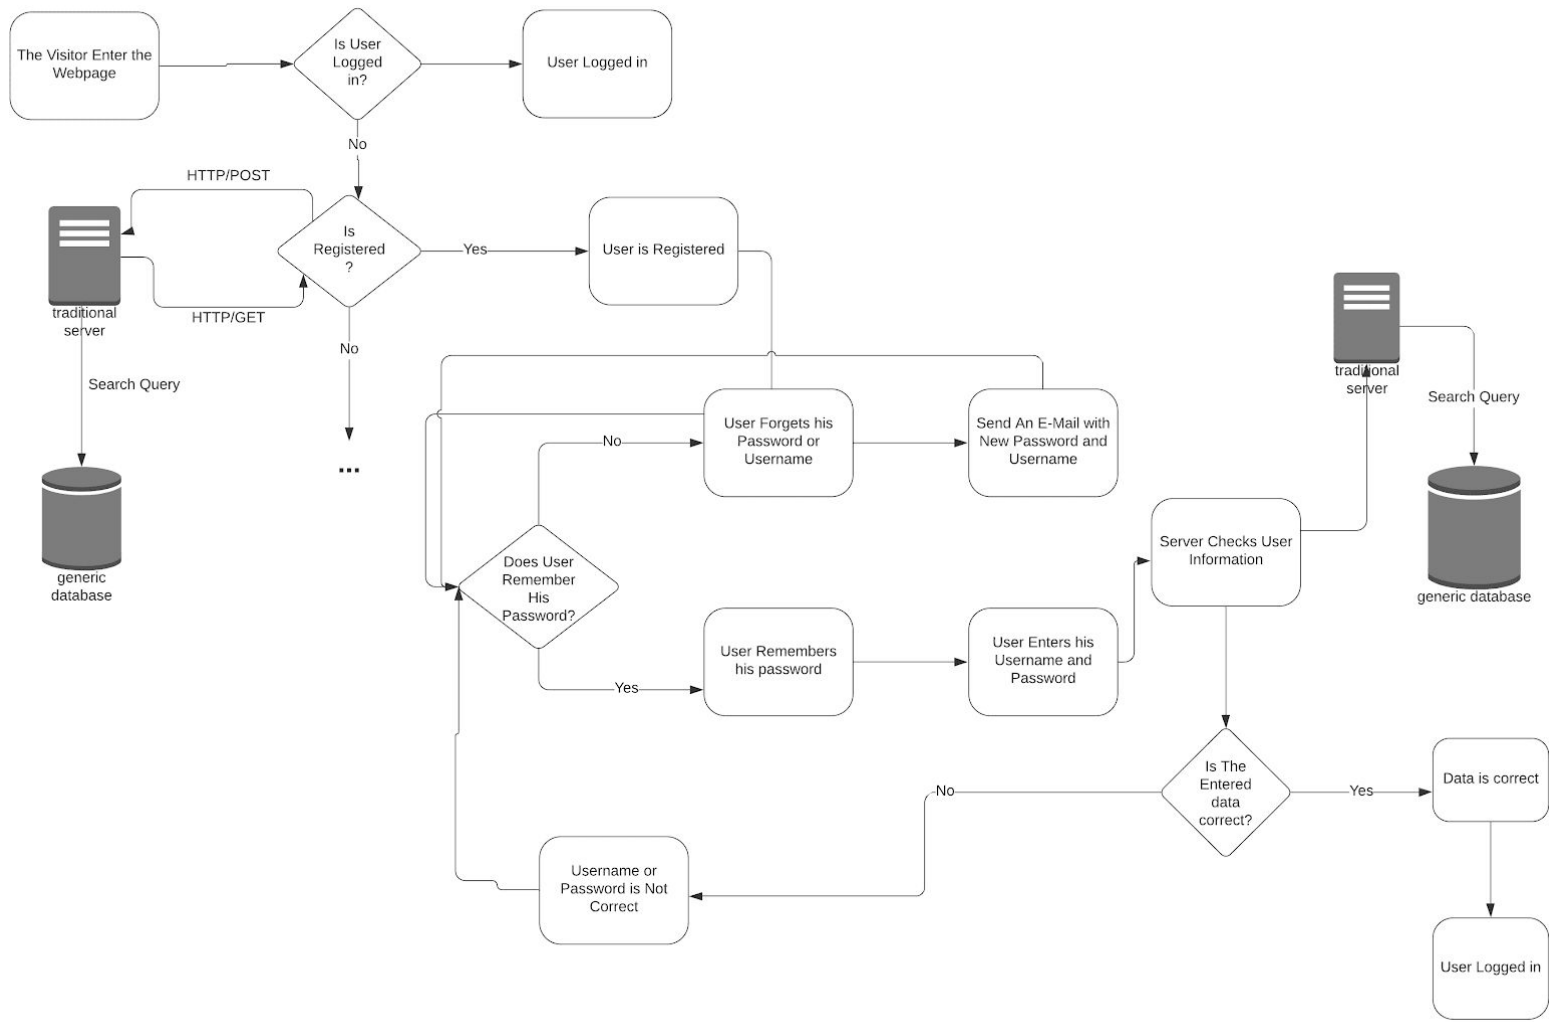 The Visitor Enter the
Webpage
Is User
Logged
in?
User Logged in
No
HTTP/POST
Is
Registered
?
Yes
User is Registered
HTTP/GET
traditional
server
No
Search Query
...
generic
database
User Forgets his
Password or
Username
Send An E-Mail with
New Password and
Username
traditional
server
Search Query
generic database
No
Does User
Remember
His
Password?
Yes
User Remembers
his password
User Enters his
Username and
Password
Server Checks User
Information
Is The
Entered
data
correct?
Yes
Data is correct
No
Username or
Password is Not
Correct
User Logged in